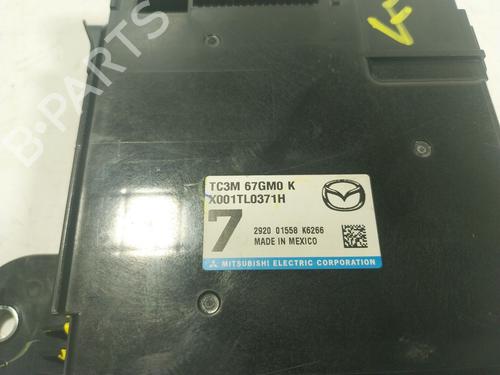 B-PARTS
TC3M 67GM0 K
X001TL0371H
7
2920 01558 K6266
MADE IN MEXICO
MITSUBISHI ELECTRIC CORPORATION